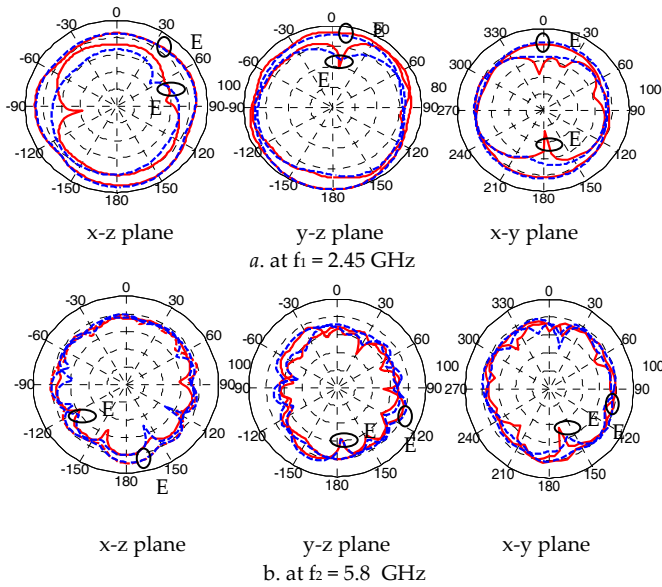 0 0 0
-30 30 E -30 30 E 330 E
-60 60 -60 60 300 60
E 100 E 80 100
-90 -90 90 270
-120 120 -120 120 240 E 120
-150 150 -150 150 210 150
180 180 180
x-z plane y-z plane x-y plane
a. at f1 = 2.45 GHz
0 0 0
-30 30 -30 30 330 30
-60 60 -60 60 300 60
100 100 100
-90 90 -90 90 270 90
-120 E 120 -120 E 120 240 E E 120
-150 150 -150 150 210 150
180 E 180 180
x-z plane y-z plane x-y plane
b. at f2 = 5.8 GHz